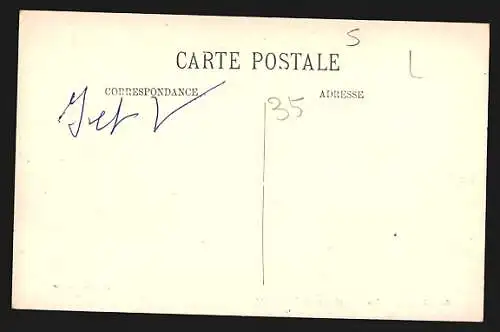 S
CARTE POSTALE
L
CORRESPONDANCE
ADRESSE
35